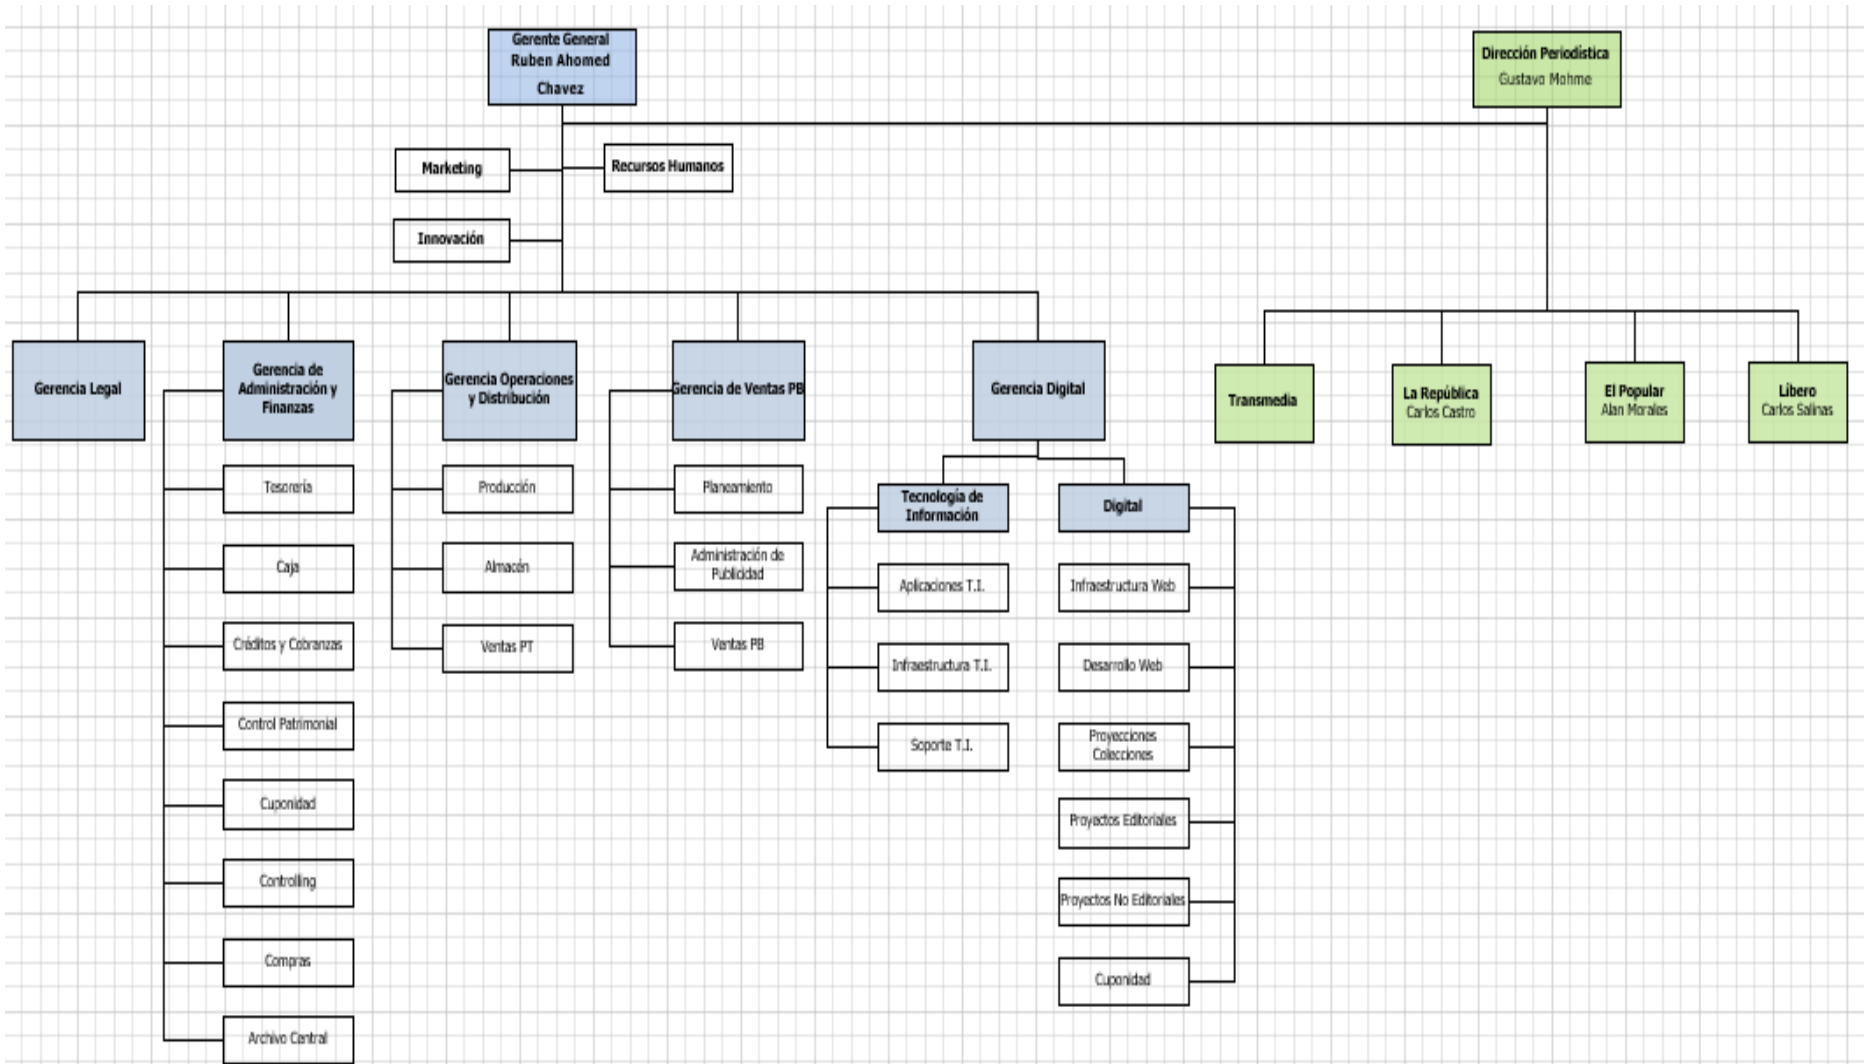 Gerente General
Ruben Ahomed
Chavez
Dirección Periodística
Gustavo Mohme
Marketing
Recursos Humanos
Innovación
Gerencia Legal
Gerencia de
Administración y
Finanzas
Gerencia Operaciones
y Distribución
Gerencia de Ventas PB
Gerencia Digital
Transmedia
La República
Carlos Castro
El Popular
Alan Morales
Líbero
Carlos Salinas
Tesorería
Caja
Créditos y Cobranzas
Control Patrimonial
Cuponidad
Controlling
Compras
Archivo Central
Producción
Almacén
Ventas PT
Planeamiento
Administración de
Publicidad
Ventas PB
Tecnología de
Información
Aplicaciones T.I.
Infraestructura T.I.
Soporte T.I.
Digital
Infraestructura Web
Desarrollo Web
Proyecciones
Colecciones
Proyectos Editoriales
Proyectos No Editoriales
Cuponidad